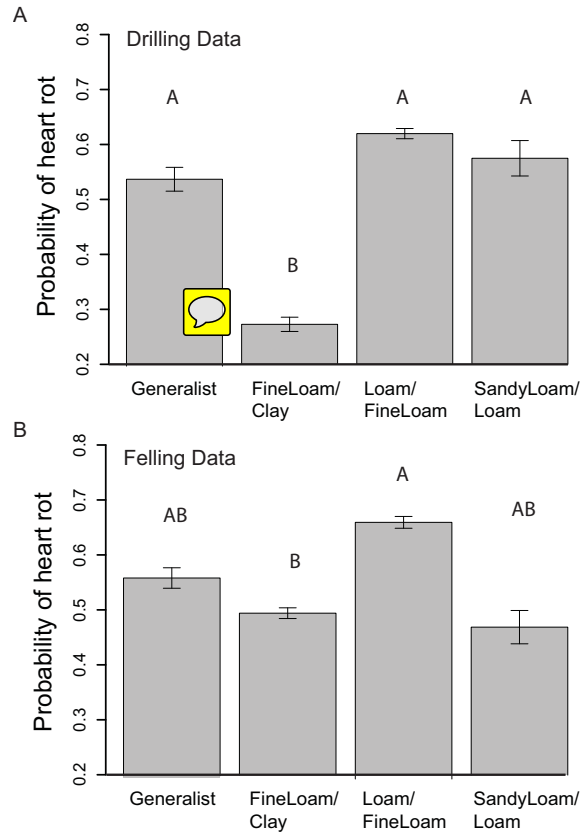 A
Drilling Data
Probability of heart rot
0.8
0.7
0.6
0.5
0.4
0.3
0.2
A
B
A
A
Generalist
FineLoam/
Clay
Loam/
FineLoam
SandyLoam/
Loam
B
Felling Data
Probability of heart rot
0.8
0.7
0.6
0.5
0.4
0.3
0.2
AB
B
A
AB
Generalist
FineLoam/
Clay
Loam/
FineLoam
SandyLoam/
Loam